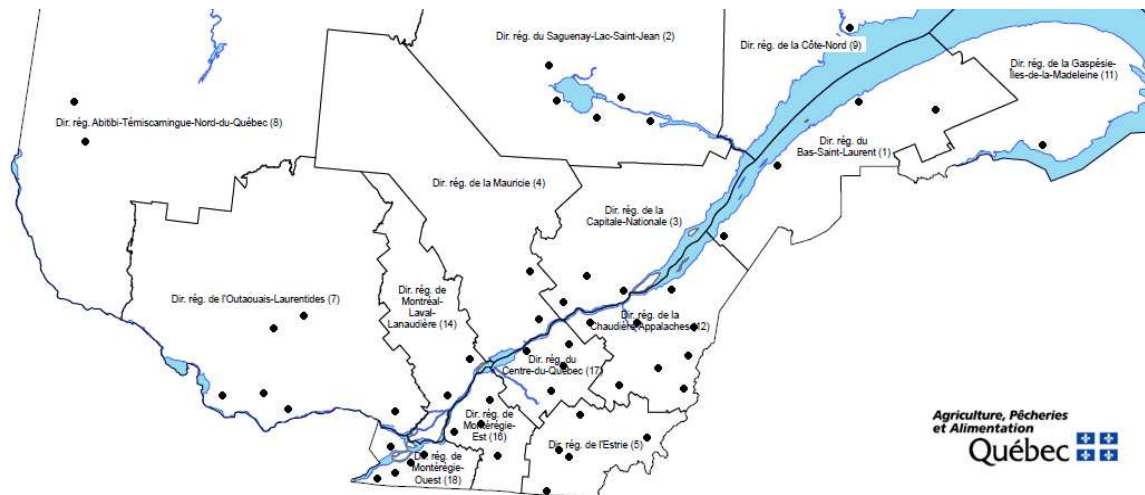 Dir. rég. du Saguenay-Lac-Saint-Jean (2)
Dir. rég. de la Côte-Nord (9)
Dir. rég. de la Gaspésie-
Iles-de-la-Madeleine (11)
Dir. rég. Abitibi-Témiscamingue-Nord-du-Québec (8)
Dir. rég. du
Bas-Saint-Laurent (1)
Dir. rég. de la Mauricie (4)
Dir. rég. de la
Capitale-Nationale (3)
Dir. rég. de l'Outaouais-Laurentides (7)
Dir. rég. de
Montréal-
Laval-
Lanaudière (14)
Dir. rég. de la
Chaudière-Appalaches (12)
Dir. rég. du
Centre-du-Québec (17)
Dir. rég. de
Montérégie-
Est (16)
Dir. rég. de l'Estrie (5)
Dir. rég. de
Montérégie-
Ouest (18)
Agriculture, Pêcheries
et Alimentation
Québec